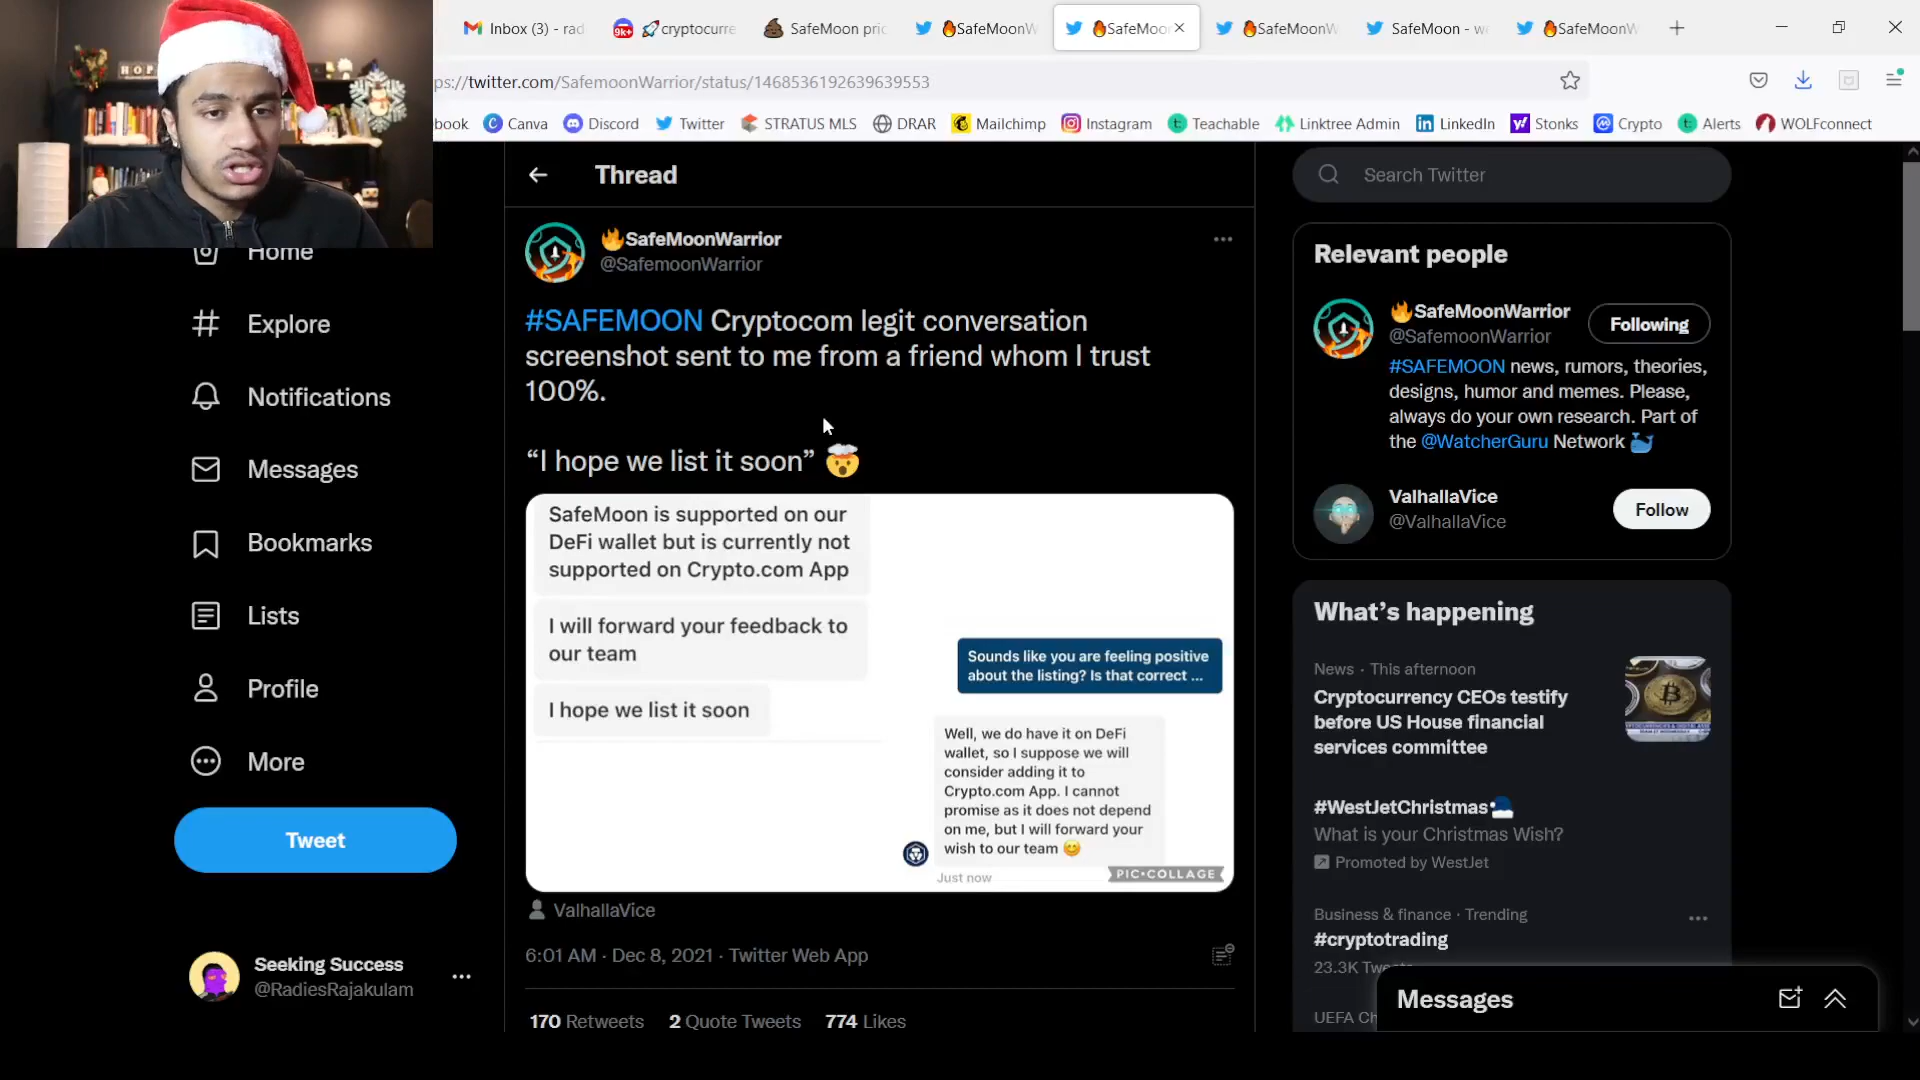 Inbox (3) - rad
9k+
🚀cryptocurre
SafeMoon pric
🔥SafeMoonW
🔥SafeMoo
🔥SafeMoonW
SafeMoon - w
🔥SafeMoonW
ps://twitter.com/SafemoonWarrior/status/1468536192639639553
book
Canva
Discord
Twitter
STRATUS MLS
DRAR
Mailchimp
Instagram
Teachable
Linktree Admin
LinkedIn
Stonks
Crypto
Alerts
WOLFconnect
HOP
Home
Explore
Notifications
Messages
Bookmarks
Lists
Profile
More
Tweet
Seeking Success
@RadiesRajakulam
Thread
🔥SafeMoonWarrior
@SafemoonWarrior
#SAFEMOON Cryptocom legit conversation
screenshot sent to me from a friend whom I trust
100%.
“I hope we list it soon” 🤯
SafeMoon is supported on our
DeFi wallet but is currently not
supported on Crypto.com App
I will forward your feedback to
our team
I hope we list it soon
Sounds like you are feeling positive
about the listing? Is that correct ...
Well, we do have it on DeFi
wallet, so I suppose we will
consider adding it to
Crypto.com App. I cannot
promise as it does not depend
on me, but I will forward your
wish to our team 😊
Just now
PIC•COLLAGE
ValhallaVice
6:01 AM · Dec 8, 2021 · Twitter Web App
170 Retweets 2 Quote Tweets 774 Likes
Search Twitter
Relevant people
🔥SafeMoonWarrior
@SafemoonWarrior
Following
#SAFEMOON news, rumors, theories,
designs, humor and memes. Please,
always do your own research. Part of
the @WatcherGuru Network 🐳
ValhallaVice
@ValhallaVice
Follow
What’s happening
News · This afternoon
Cryptocurrency CEOs testify
before US House financial
services committee
#WestJetChristmas
What is your Christmas Wish?
Promoted by WestJet
Business & finance · Trending
#cryptotrading
23.3K Tweets
UEFA Ch
Messages